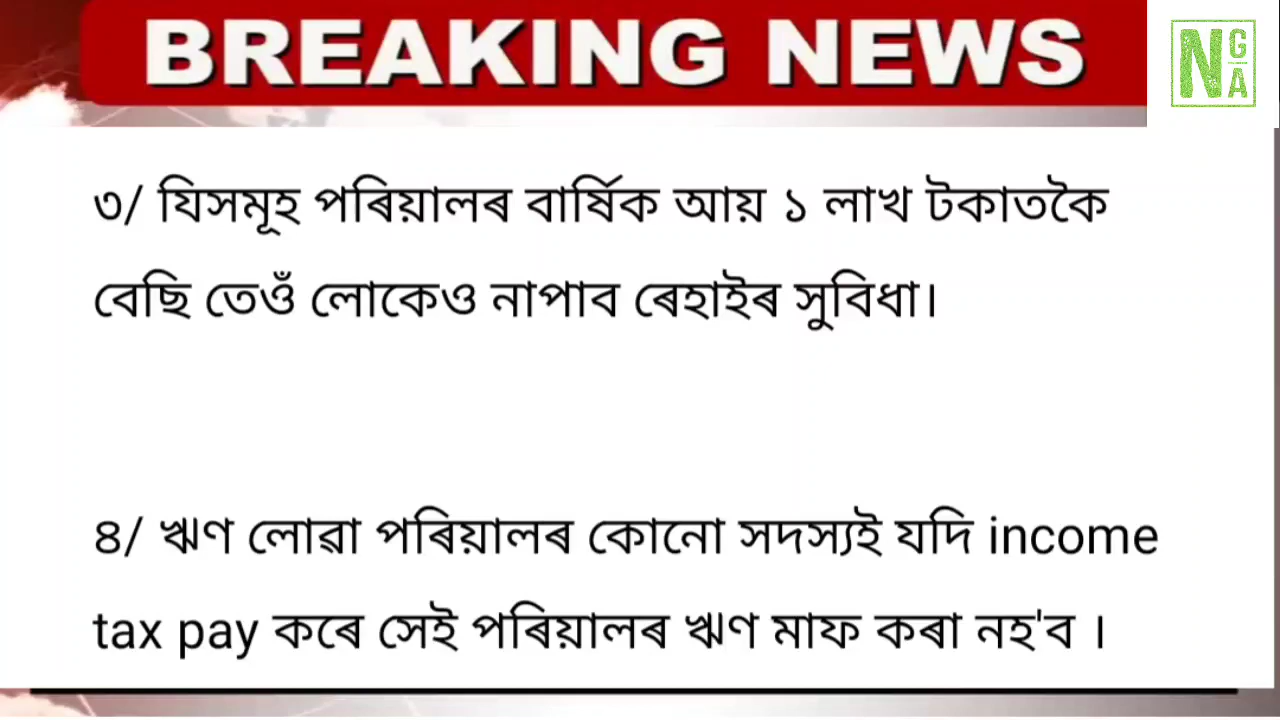 BREAKING NEWS
N G A
৩/ যিসমূহ পৰিয়ালৰ বাৰ্ষিক আয় ১ লাখ টকাতকৈ
বেছি তেওঁ লোকেও নাপাব ৰেহাইৰ সুবিধা।
৪/ ঋণ লোৱা পৰিয়ালৰ কোনো সদস্যই যদি income
tax pay কৰে সেই পৰিয়ালৰ ঋণ মাফ কৰা নহ'ব ।